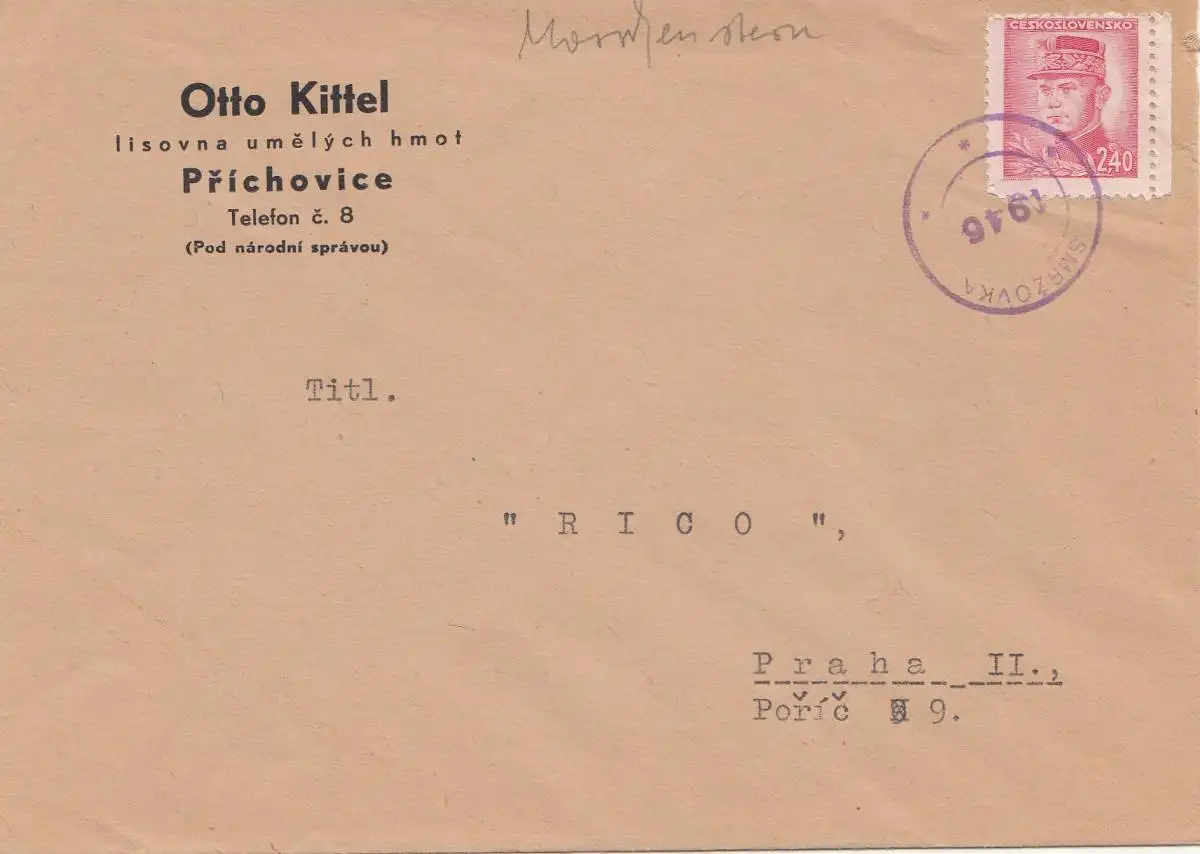 Morchenstern
ČESKOSLOVENSKO
2,40
Otto Kittel
lisovna umělých hmot
Příchovice
Telefon č. 8
(Pod národní správou)
1946
SMRŽOVKA
Titl.
" R I C O ",
P r a h a II.,
Poříč 9.